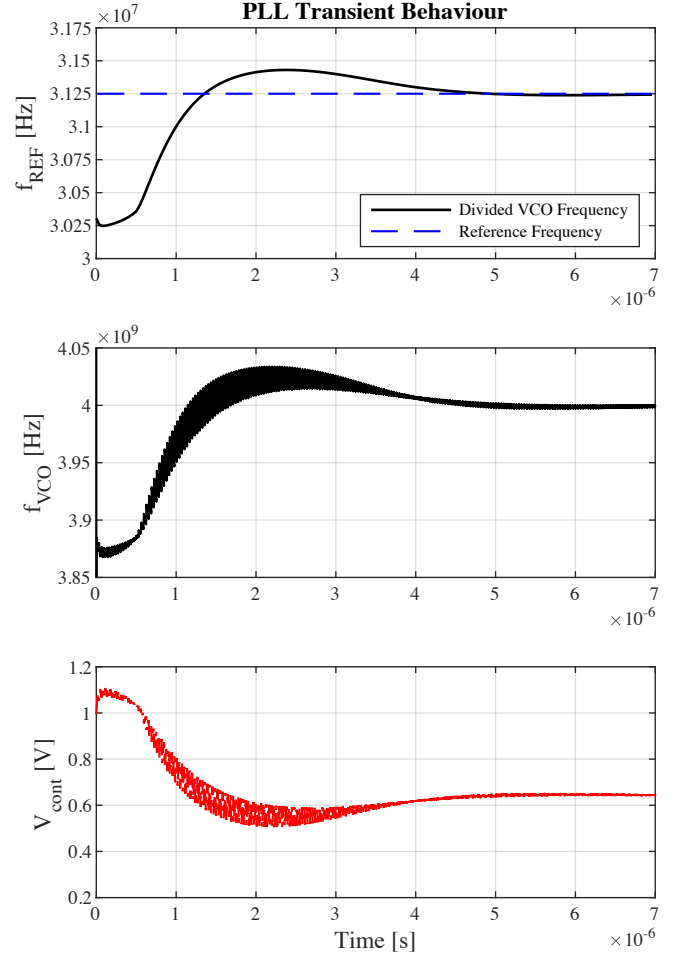 PLL Transient Behaviour
×10^7
3.175
3.15
3.125
3.1
3.075
3.05
3.025
3
f_REF [Hz]
Divided VCO Frequency
Reference Frequency
0 1 2 3 4 5 6 7
×10^-6
×10^9
4.05
4
3.95
3.9
3.85
f_VCO [Hz]
0 1 2 3 4 5 6 7
×10^-6
1.2
1
0.8
0.6
0.4
0.2
V_cont [V]
0 1 2 3 4 5 6 7
×10^-6
Time [s]